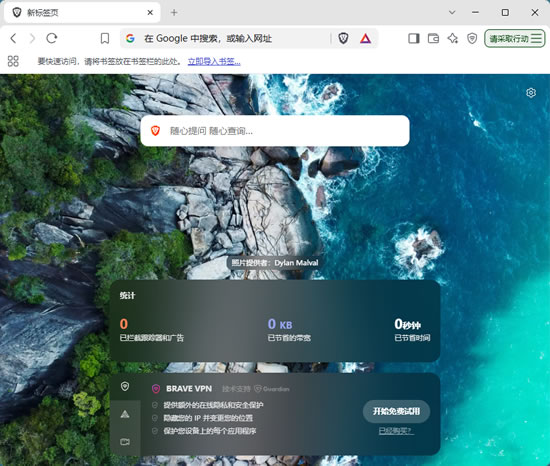 新标签页
在 Google 中搜索，或输入网址
请采取行动
要快速访问，请将书签放在书签栏的此处。 立即导入书签...
随心提问 随心查询...
照片提供者：Dylan Malval
统计
0 0 KB 0秒钟
已拦截跟踪器和广告 已节省的带宽 已节省时间
BRAVE VPN 技术支持 Guardian
提供额外的在线隐私和安全保护
隐藏您的 IP 并变更您的位置
保护您设备上的每个应用程序
开始免费试用
已经购买？